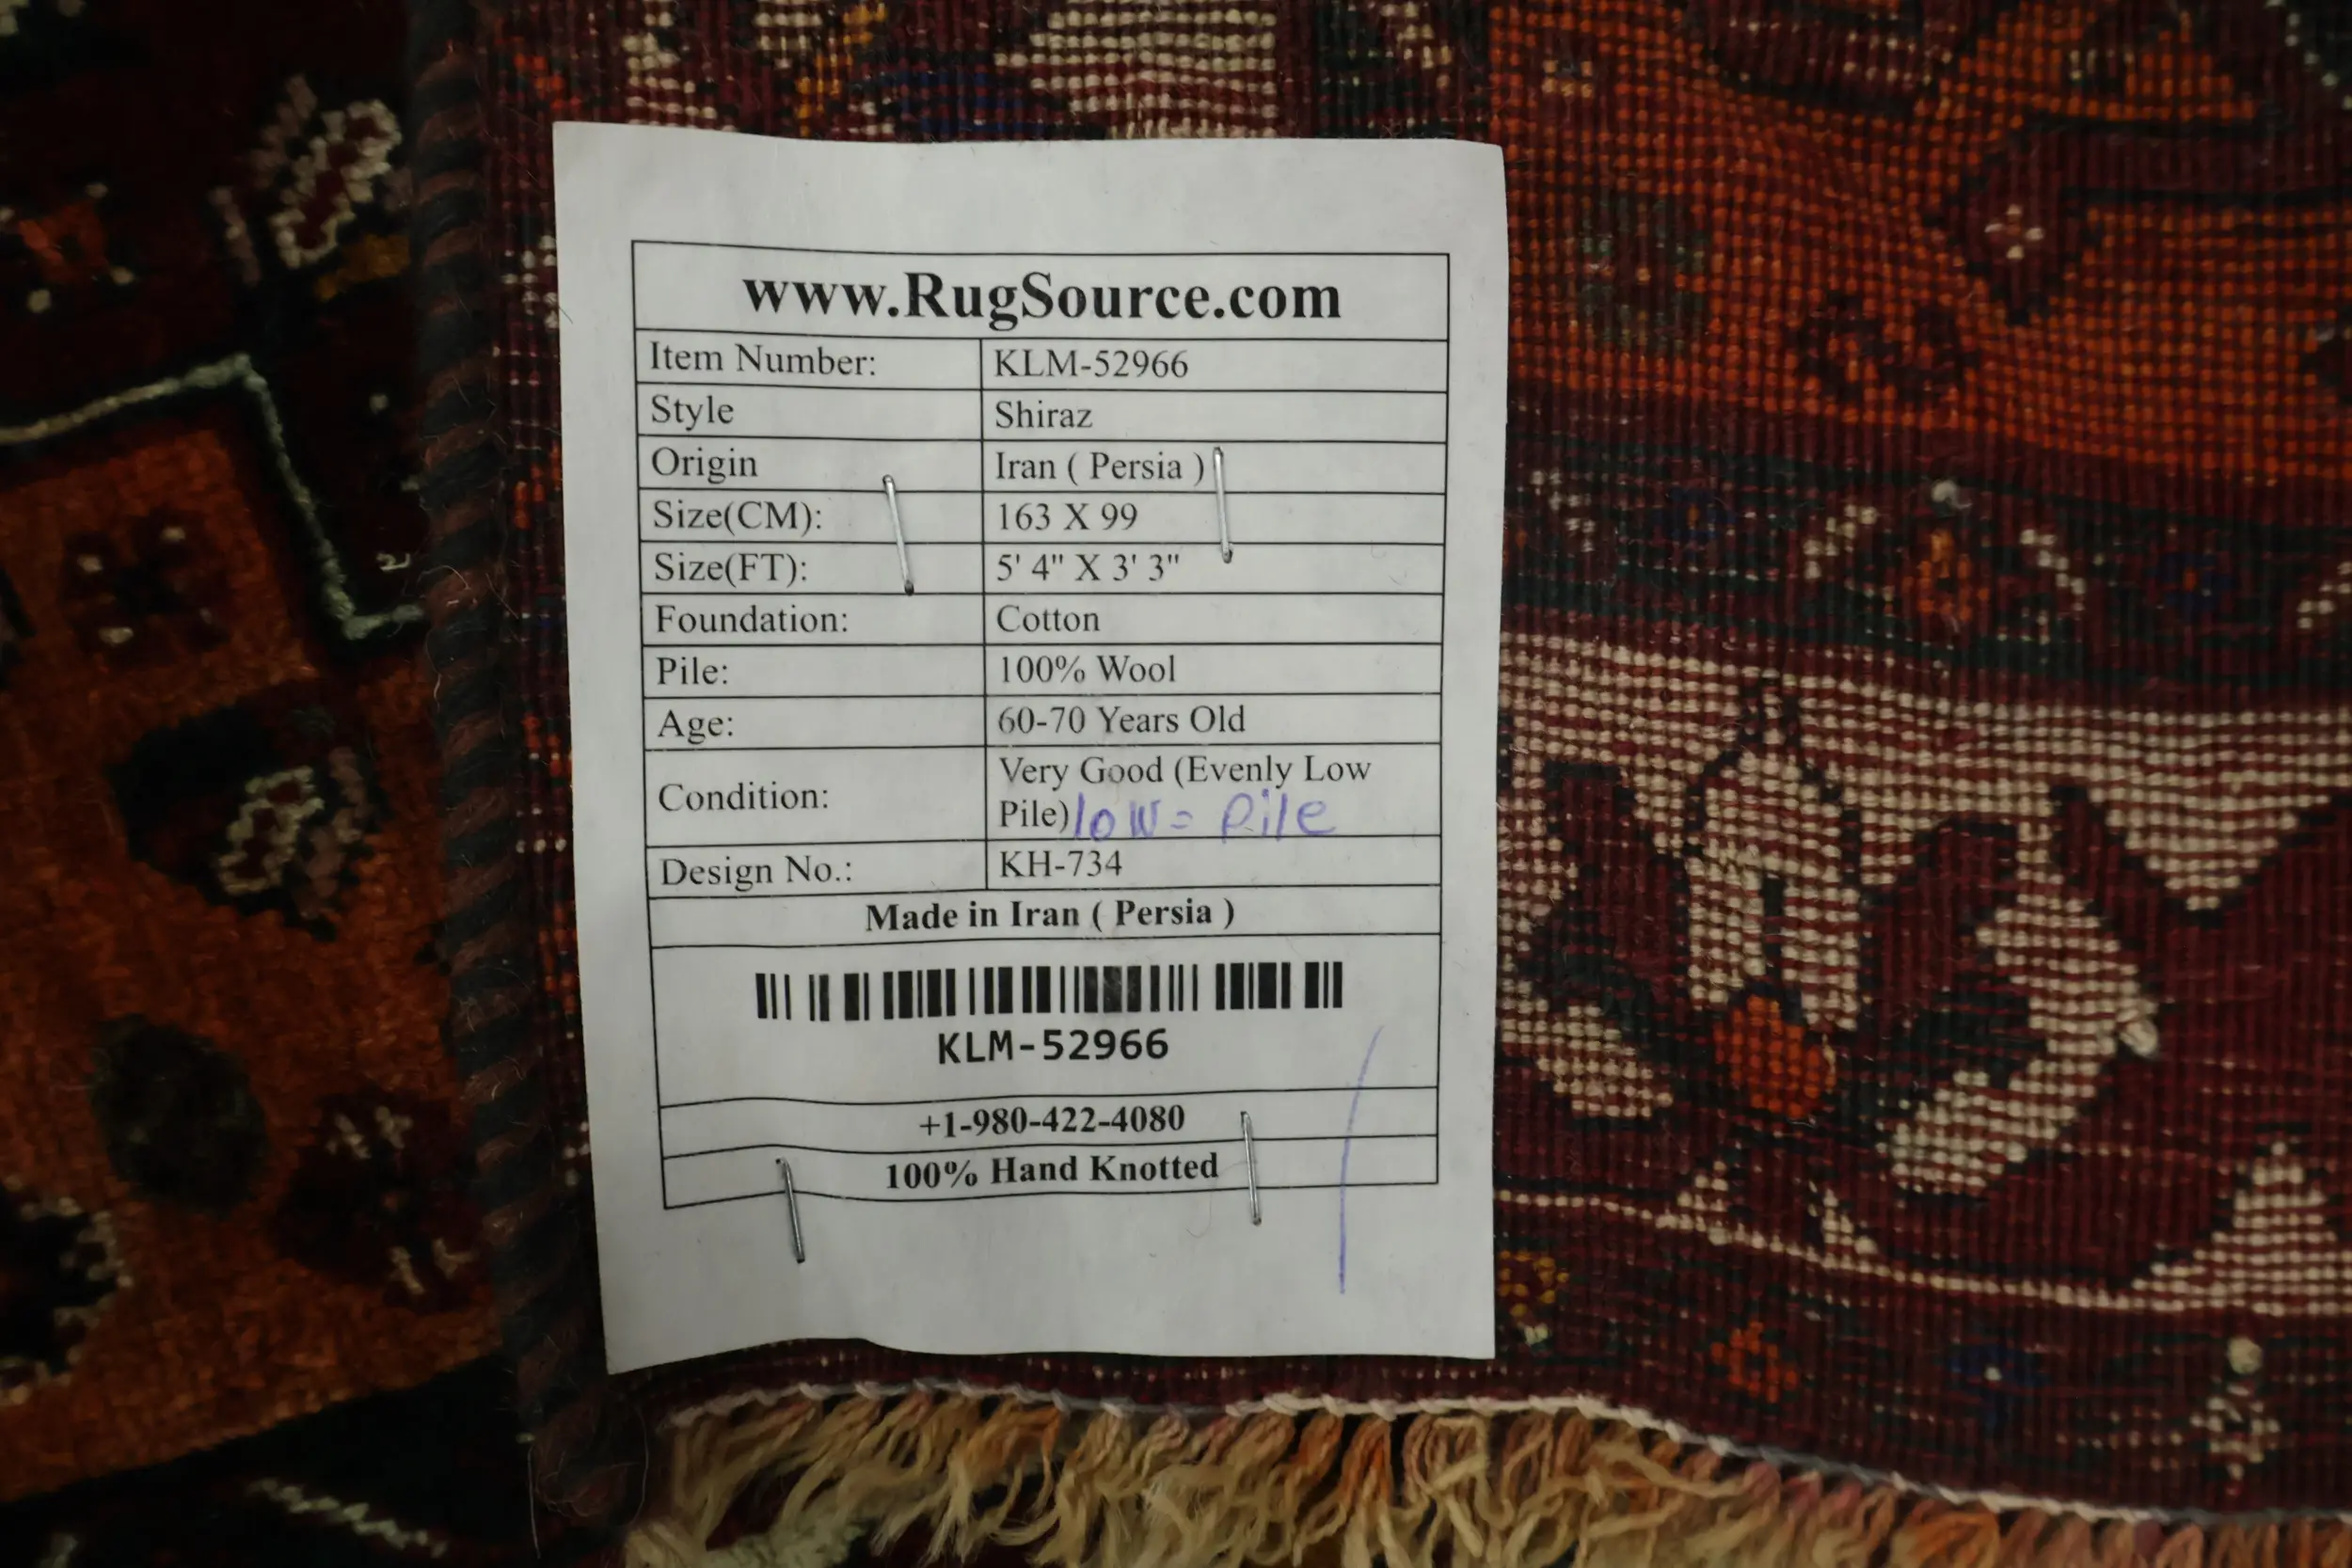 www.RugSource.com
Item Number: KLM-52966
Style Shiraz
Origin Iran ( Persia )
Size(CM): 163 X 99
Size(FT): 5' 4" X 3' 3"
Foundation: Cotton
Pile: 100% Wool
Age: 60-70 Years Old
Condition: Very Good (Evenly Low
Pile) low= Pile
Design No.: KH-734
Made in Iran ( Persia )
KLM-52966
+1-980-422-4080
100% Hand Knotted